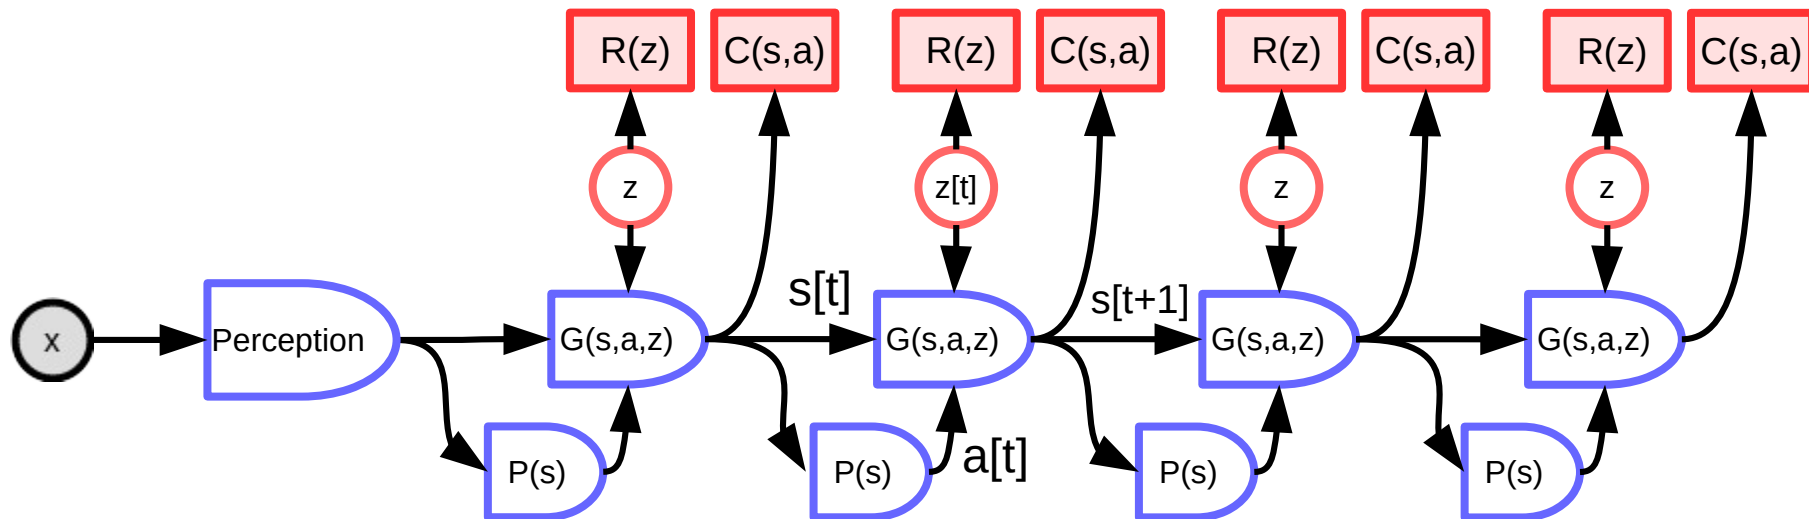 R(z) C(s,a) R(z) C(s,a) R(z) C(s,a) R(z) C(s,a)
z z[t] z z
s[t] s[t+1]
x Perception G(s,a,z) G(s,a,z) G(s,a,z) G(s,a,z)
P(s) P(s) a[t] P(s) P(s)